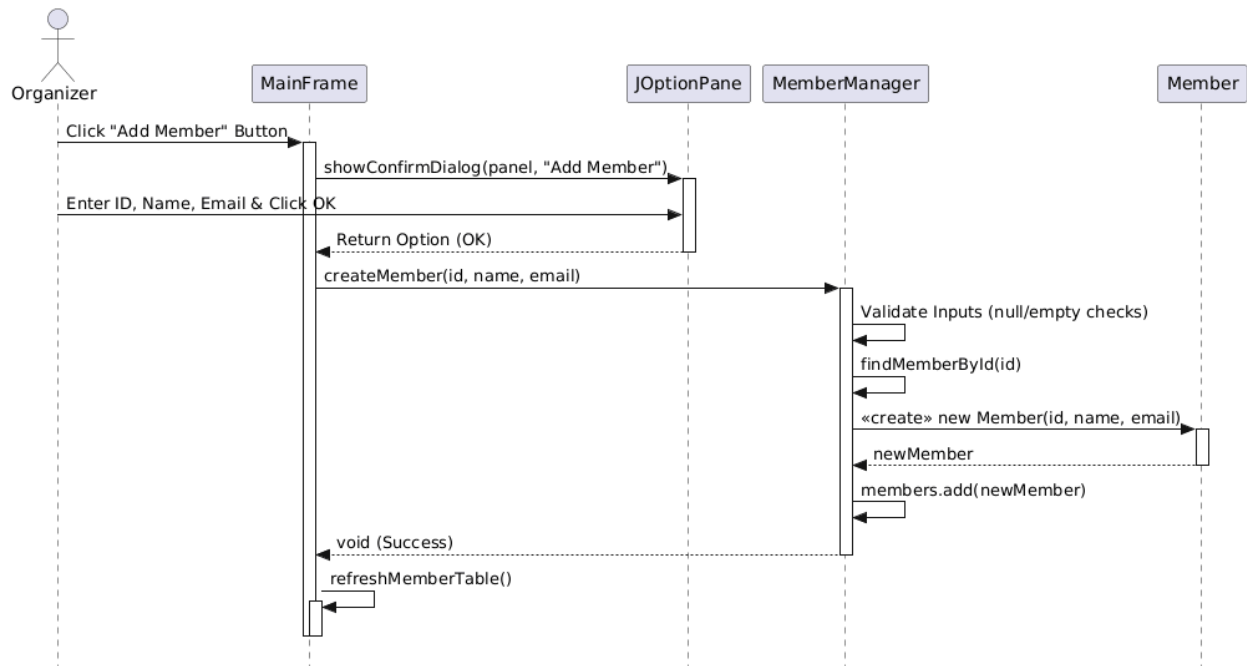 Organizer
MainFrame
JOptionPane
MemberManager
Member
Click "Add Member" Button
showConfirmDialog(panel, "Add Member")
Enter ID, Name, Email & Click OK
Return Option (OK)
createMember(id, name, email)
Validate Inputs (null/empty checks)
findMemberById(id)
«create» new Member(id, name, email)
newMember
members.add(newMember)
void (Success)
refreshMemberTable()